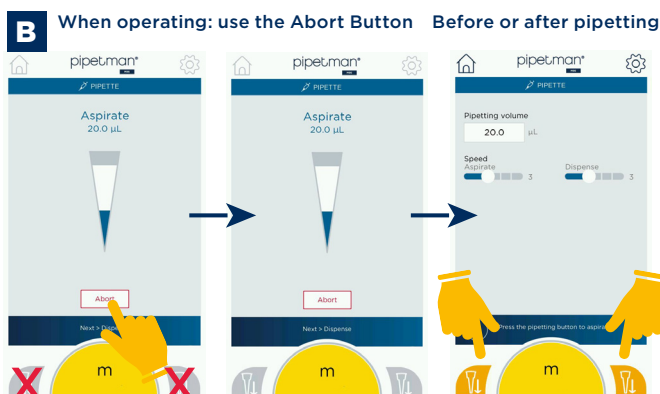 B
When operating: use the Abort Button
Before or after pipetting
pipetman®
PIPETTE
Aspirate
20.0 µL
Abort
Next > Dispe
m
X
X
pipetman®
PIPETTE
Aspirate
20.0 µL
Abort
Next > Dispense
m
pipetman®
PIPETTE
Pipetting volume
20.0 µL
Speed
Aspirate
3
Dispense
3
Press the pipetting button to aspira
m